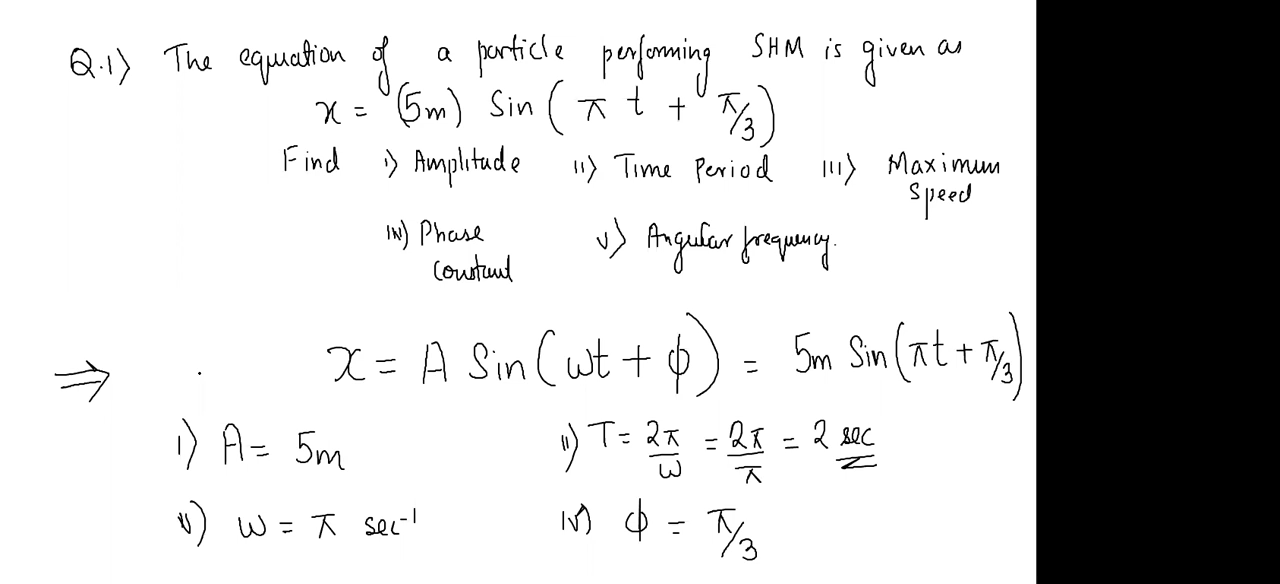 Q.1) The equation of a particle performing SHM is given as
x = (5m) Sin ( π t + π/3 )
Find i) Amplitude ii) Time Period iii) Maximum
Speed
iv) Phase v) Angular frequency.
constant
⇒ x = A Sin ( ωt + ϕ ) = 5m Sin ( πt + π/3 )
i) A = 5m ii) T = 2π/ω = 2π/π = 2 sec
v) ω = π sec⁻¹ iv) ϕ = π/3